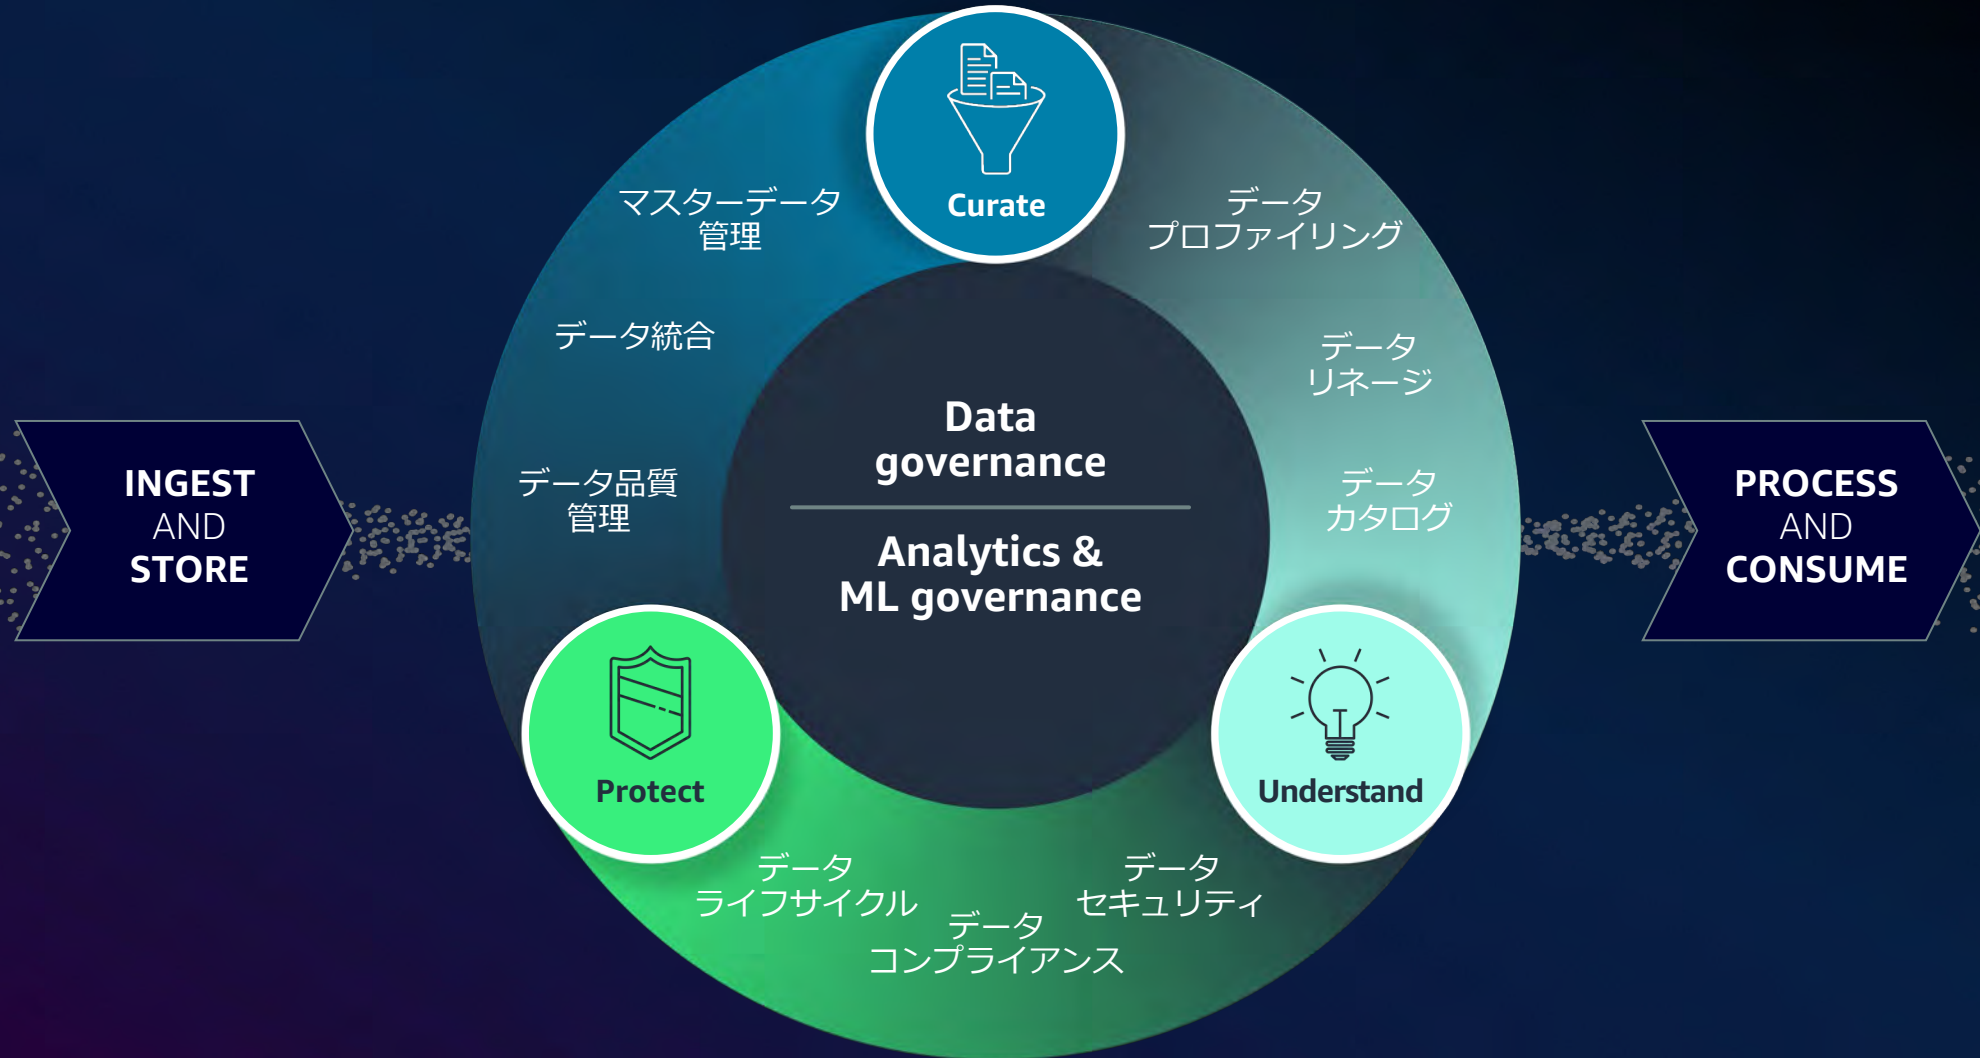 Curate
マスターデータ
管理
データ
プロファイリング
データ統合
データ
リネージ
データ品質
管理
データ
カタログ
Data
governance
Analytics &
ML governance
INGEST
AND
STORE
PROCESS
AND
CONSUME
Protect
Understand
データ
ライフサイクル
データ
コンプライアンス
データ
セキュリティ